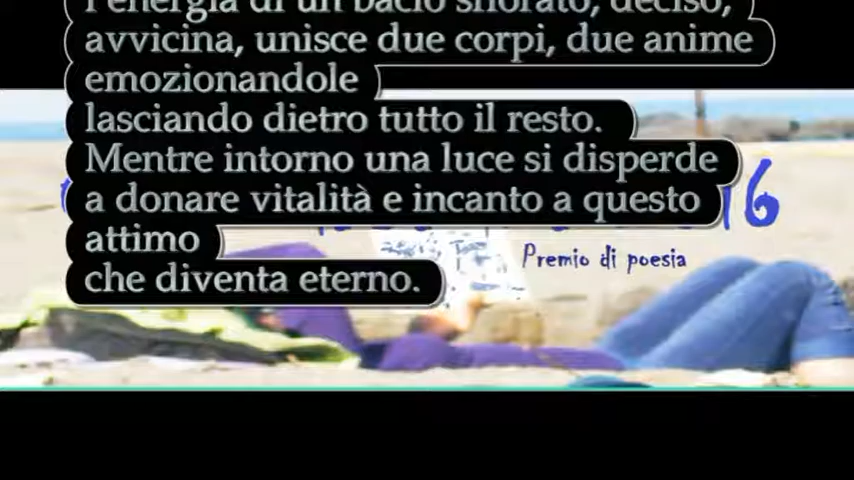 l'energia di un bacio sfiorato, deciso,
avvicina, unisce due corpi, due anime
emozionandole
lasciando dietro tutto il resto.
Mentre intorno una luce si disperde
a donare vitalità e incanto a questo
attimo
che diventa eterno.
16
Premio di poesia